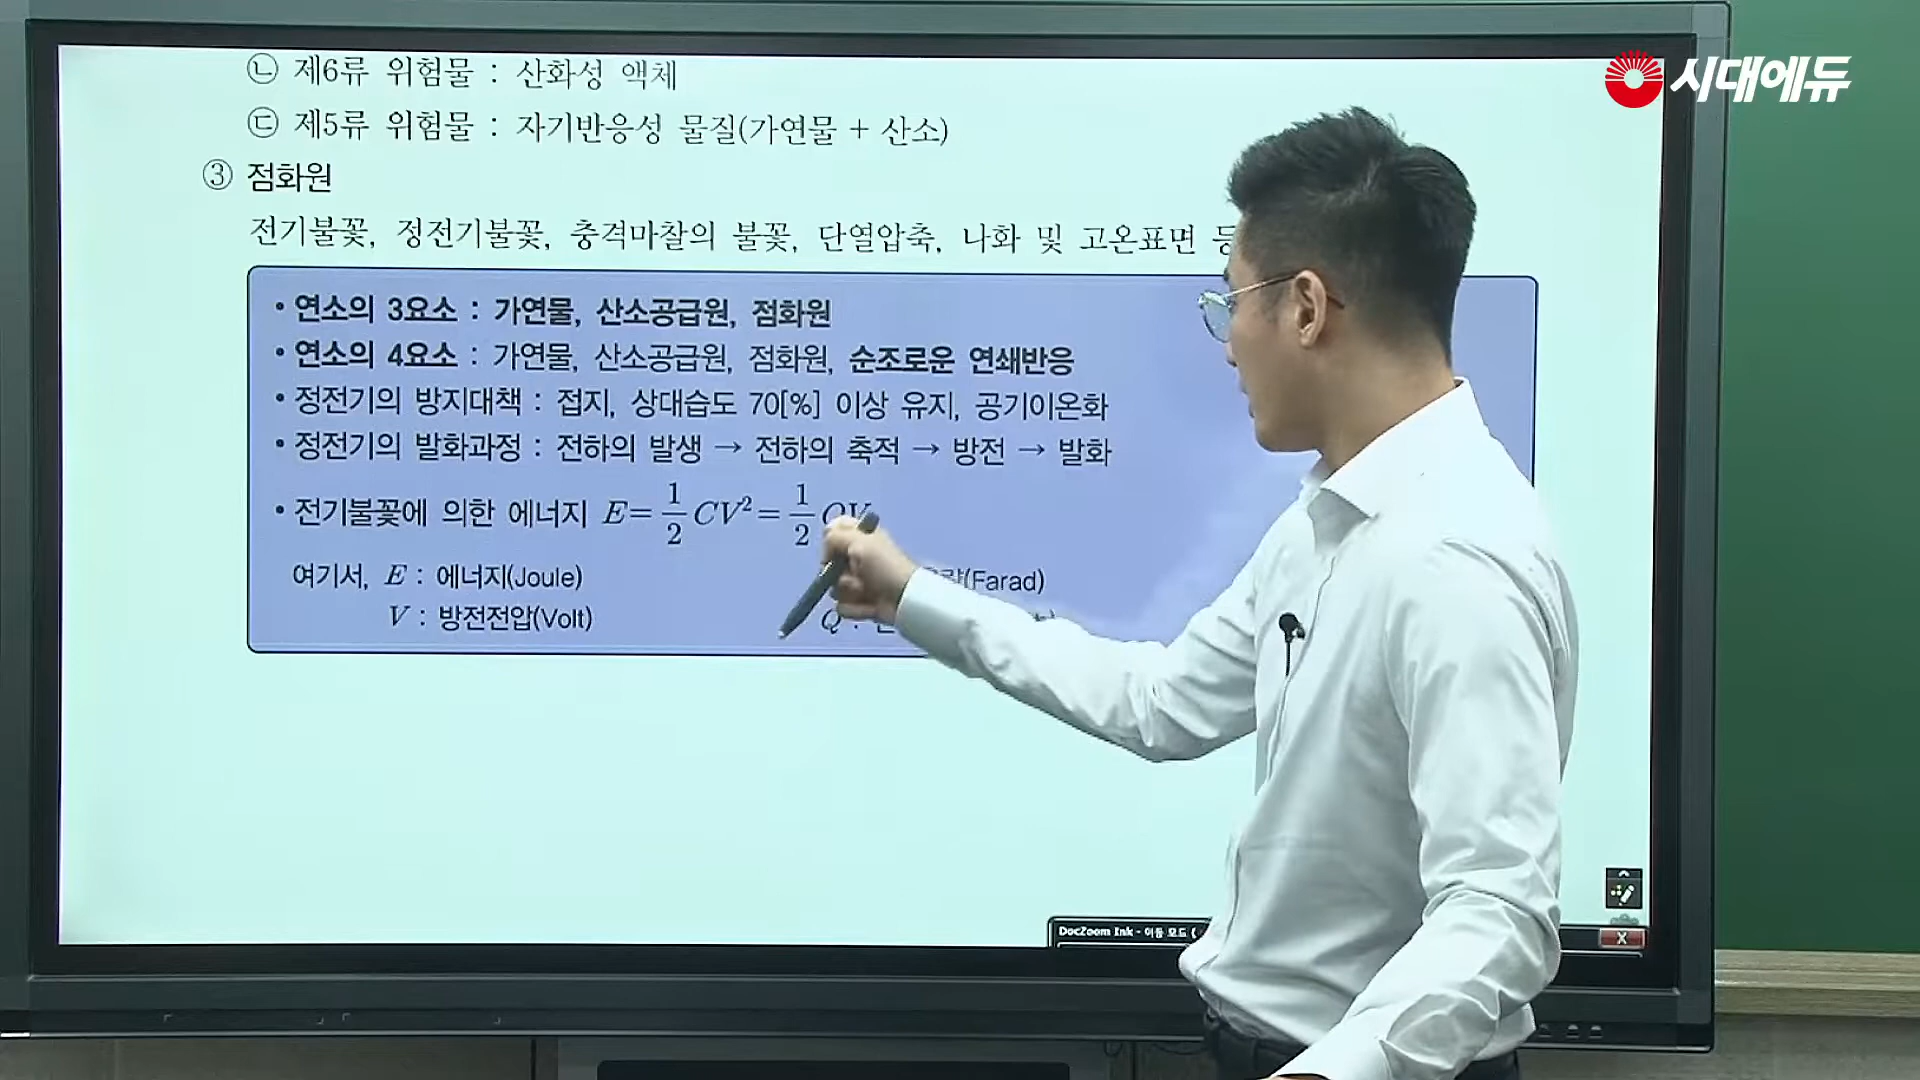 시대에듀
㉡ 제6류 위험물 : 산화성 액체
㉢ 제5류 위험물 : 자기반응성 물질(가연물 + 산소)
③ 점화원
전기불꽃, 정전기불꽃, 충격마찰의 불꽃, 단열압축, 나화 및 고온표면 등
• 연소의 3요소 : 가연물, 산소공급원, 점화원
• 연소의 4요소 : 가연물, 산소공급원, 점화원, 순조로운 연쇄반응
• 정전기의 방지대책 : 접지, 상대습도 70[%] 이상 유지, 공기이온화
• 정전기의 발화과정 : 전하의 발생 → 전하의 축적 → 방전 → 발화
• 전기불꽃에 의한 에너지 E = 1/2 CV² = 1/2 QV
여기서, E : 에너지(Joule) (Farad)
V : 방전전압(Volt) Q :
DocZoom Ink - 이동 모드 (
X